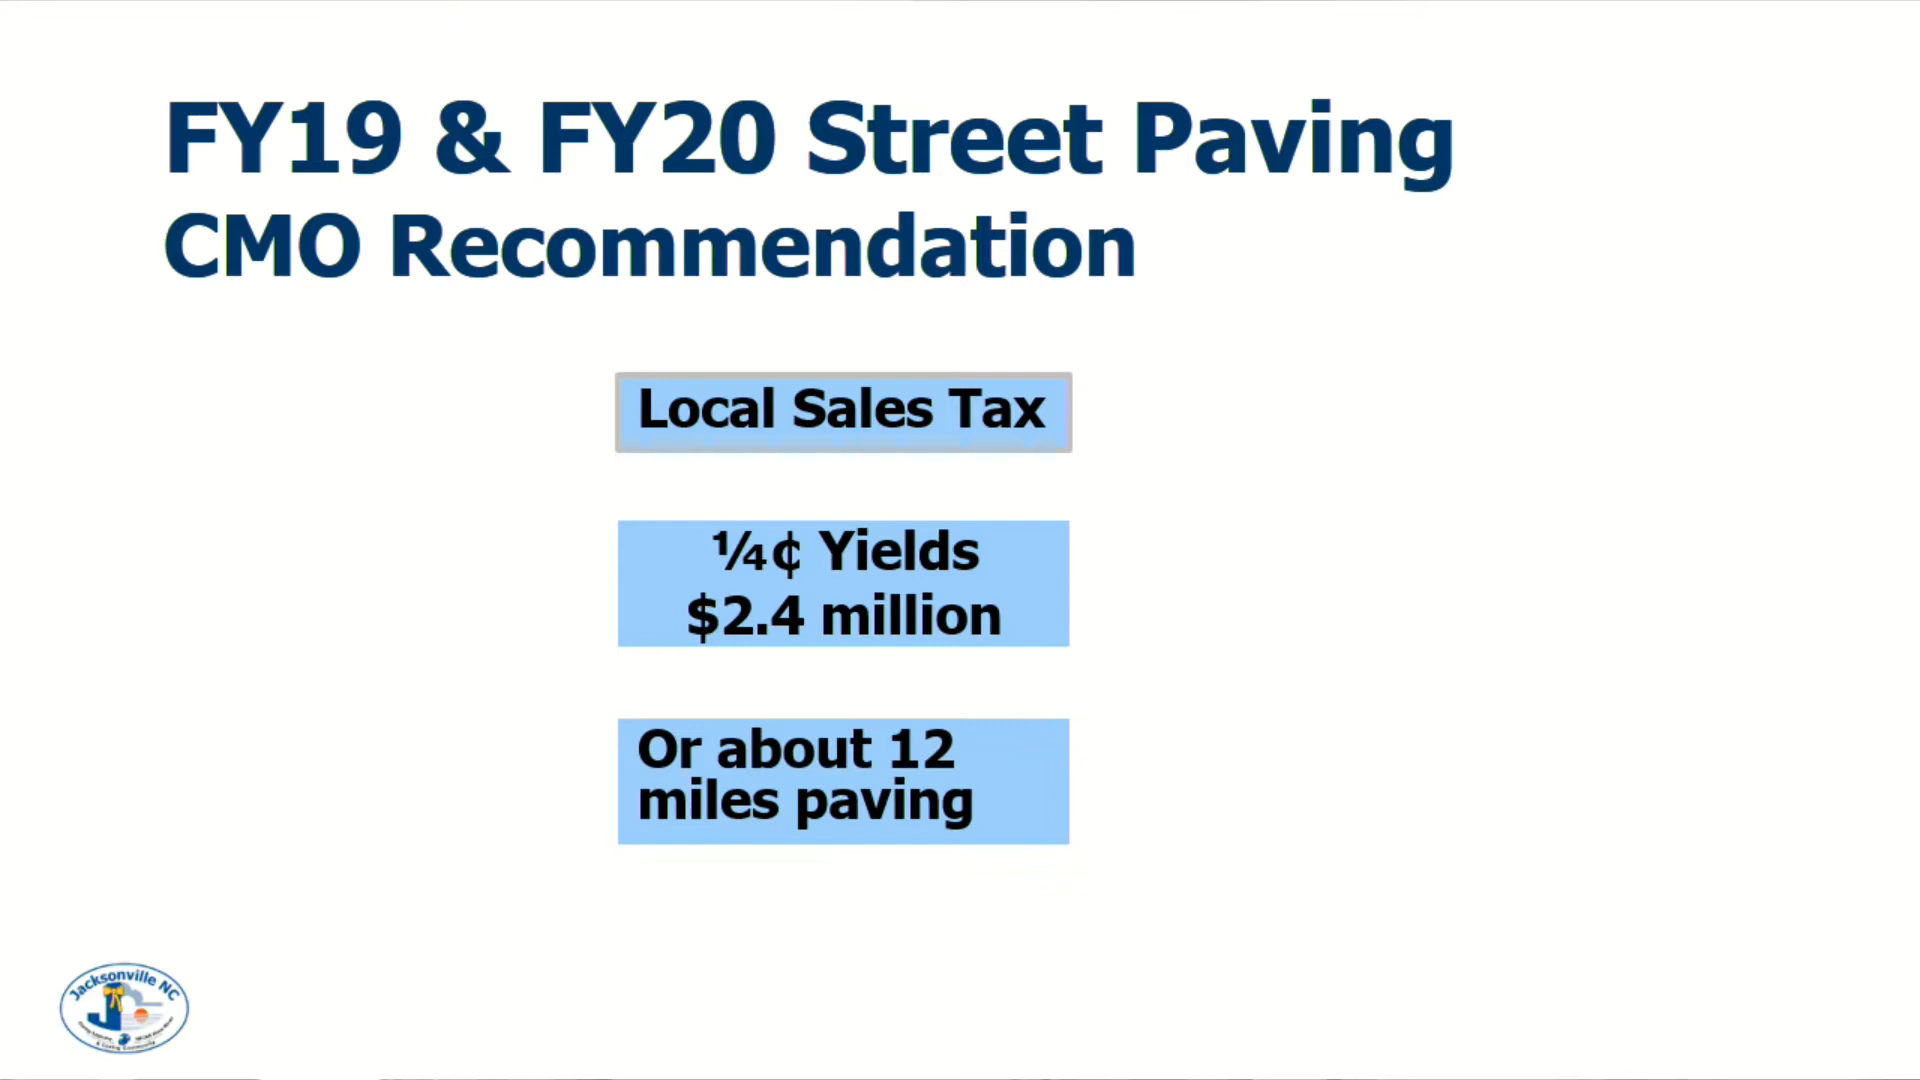 FY19 & FY20 Street Paving
CMO Recommendation
Local Sales Tax
¼¢ Yields
$2.4 million
Or about 12
miles paving
Jacksonville NC